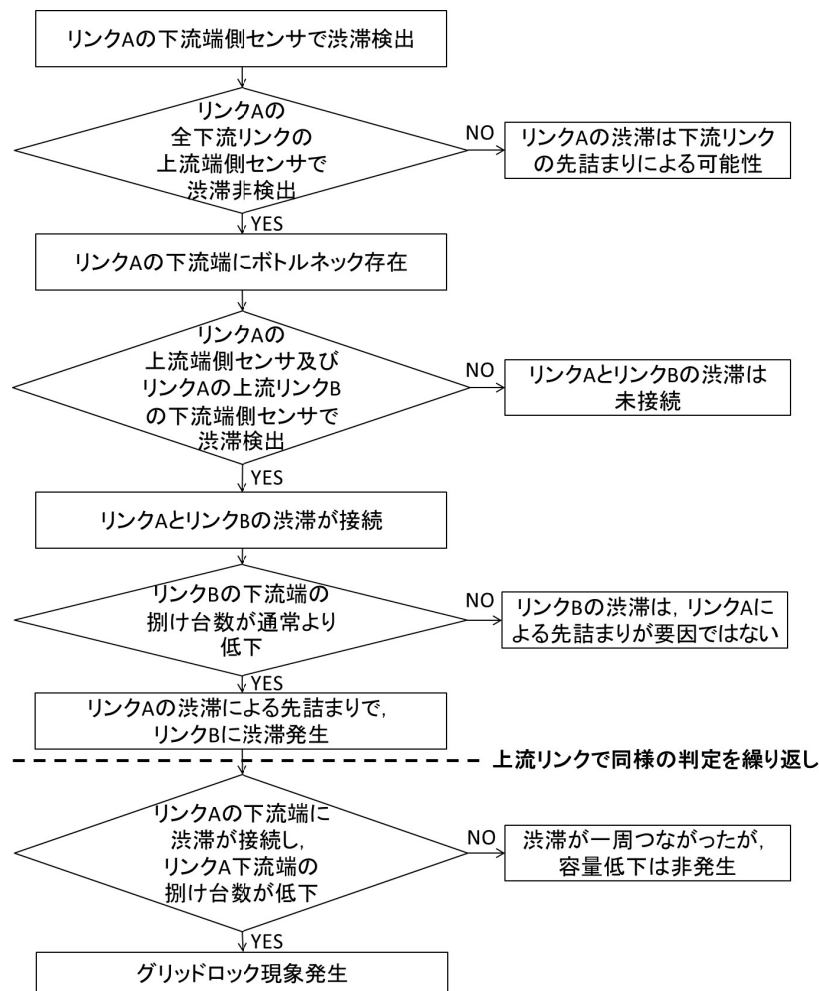 リンクAの下流端側センサで渋滞検出
リンクAの
全下流リンクの
上流端側センサで
渋滞非検出
NO
リンクAの渋滞は下流リンク
の先詰まりによる可能性
YES
リンクAの下流端にボトルネック存在
リンクAの
上流端側センサ及び
リンクAの上流リンクB
の下流端側センサで
渋滞検出
NO
リンクAとリンクBの渋滞は
未接続
YES
リンクAとリンクBの渋滞が接続
リンクBの下流端の
捌け台数が通常より
低下
NO
リンクBの渋滞は，リンクAに
よる先詰まりが要因ではない
YES
リンクAの渋滞による先詰まりで，
リンクBに渋滞発生
上流リンクで同様の判定を繰り返し
リンクAの下流端に
渋滞が接続し，
リンクA下流端の
捌け台数が低下
NO
渋滞が一周つながったが，
容量低下は非発生
YES
グリッドロック現象発生